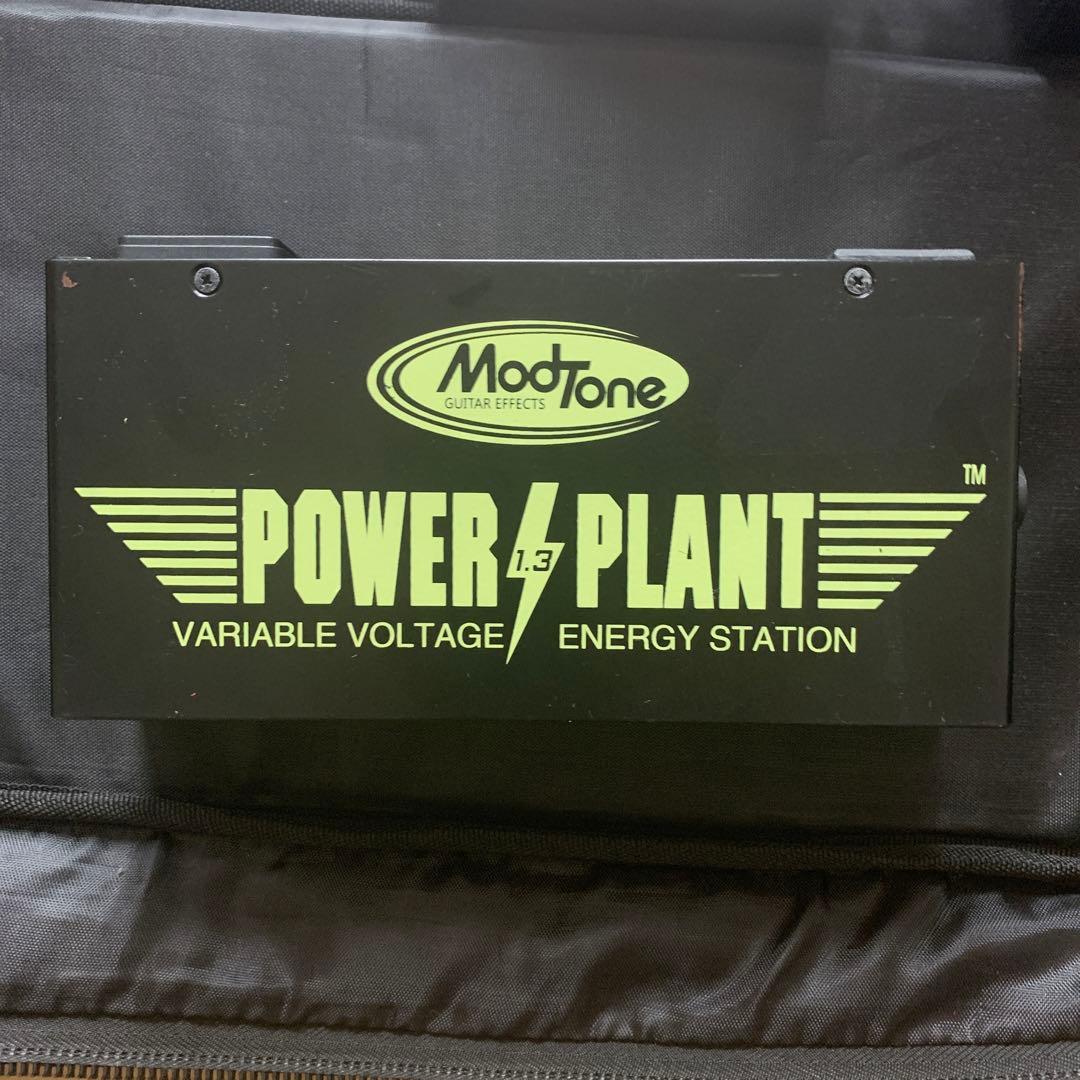 ModTone
GUITAR EFFECTS
TM
POWER 1.3 PLANT
VARIABLE VOLTAGE ENERGY STATION